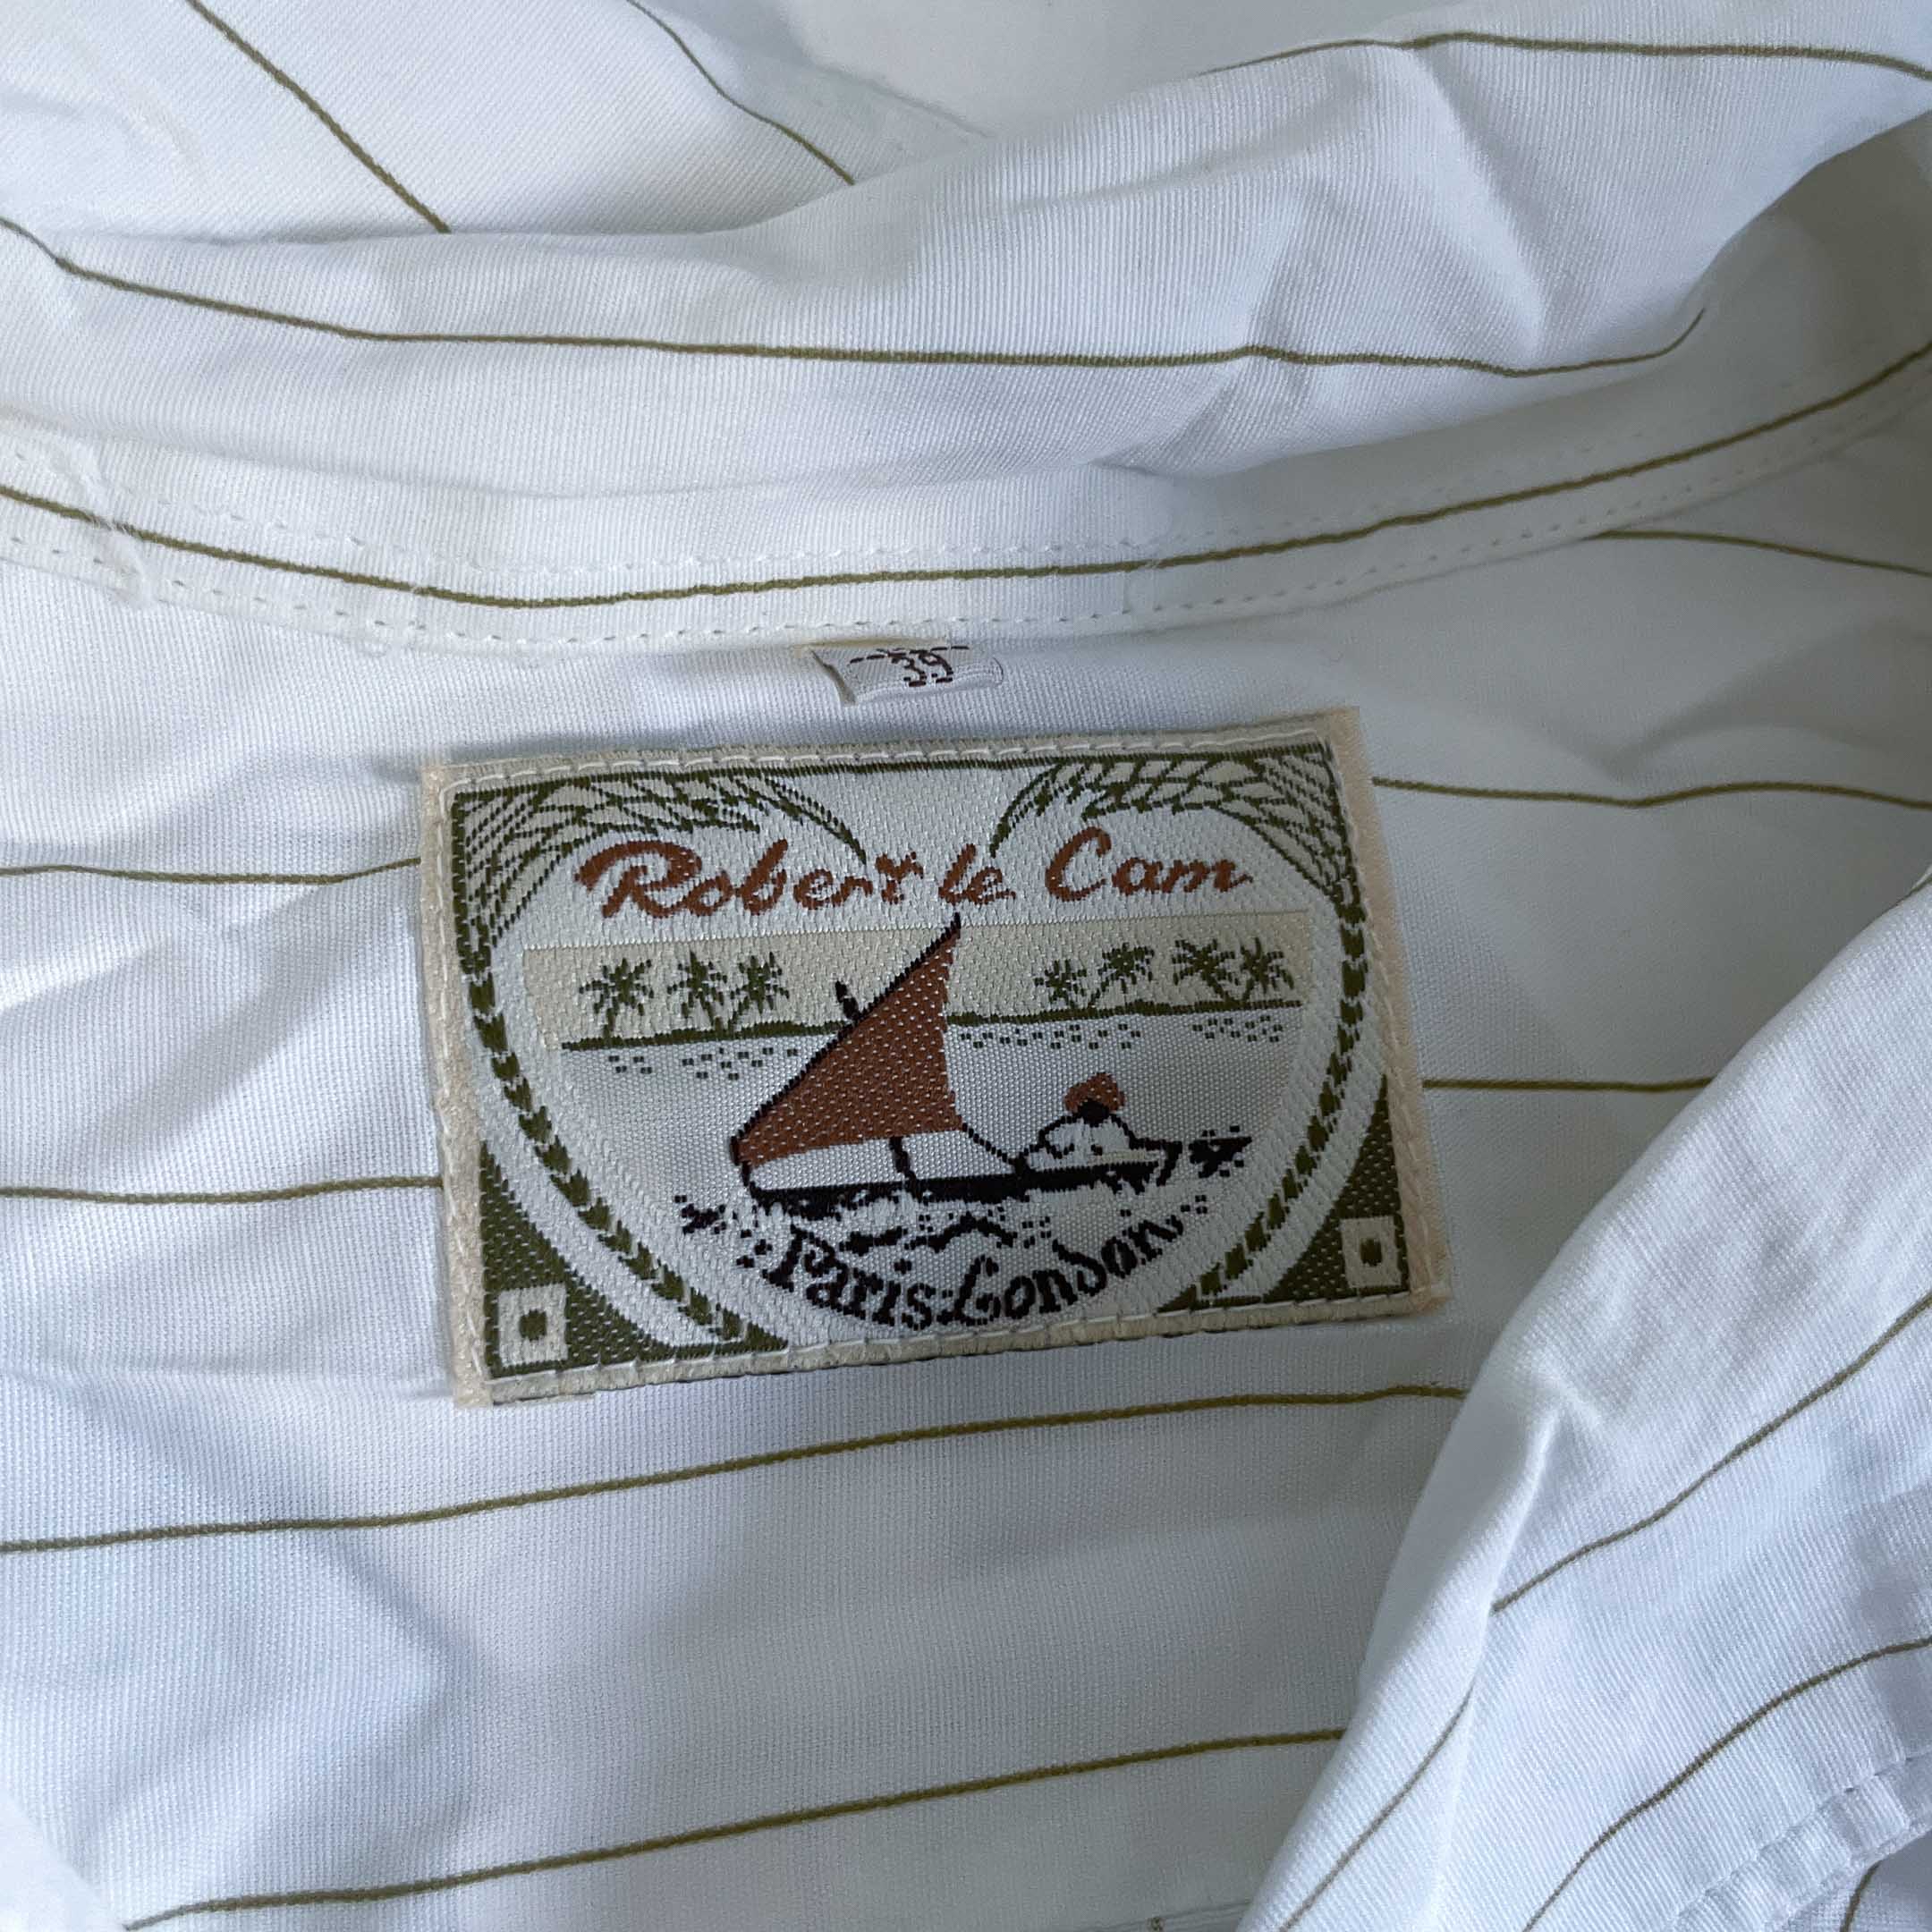 39
Robert le Cam
Paris-London